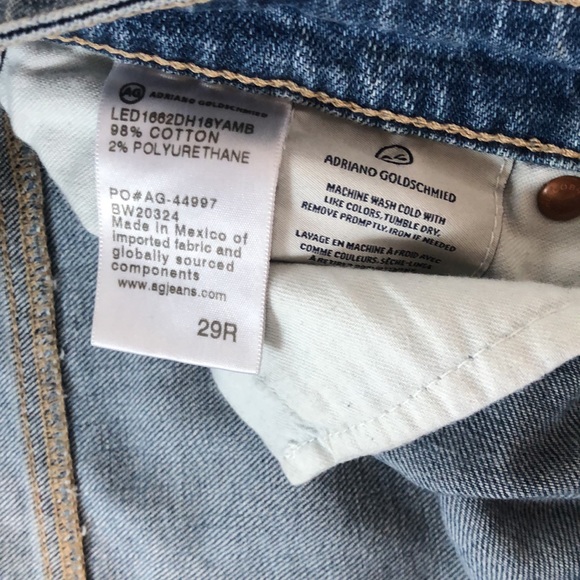 AG ADRIANO GOLDSCHMIED
LED1662DH18YAMB
98% COTTON
2% POLYURETHANE
PO#AG-44997
BW20324
Made in Mexico of
imported fabric and
globally sourced
components
www.agjeans.com
29R
ADRIANO GOLDSCHMIED
MACHINE WASH COLD WITH
LIKE COLORS, TUMBLE DRY,
REMOVE PROMPTLY, IRON IF NEEDED
LAVAGE EN MACHINE A FROID AVEC
COMME COULEURS, SÈCHE-LINGE